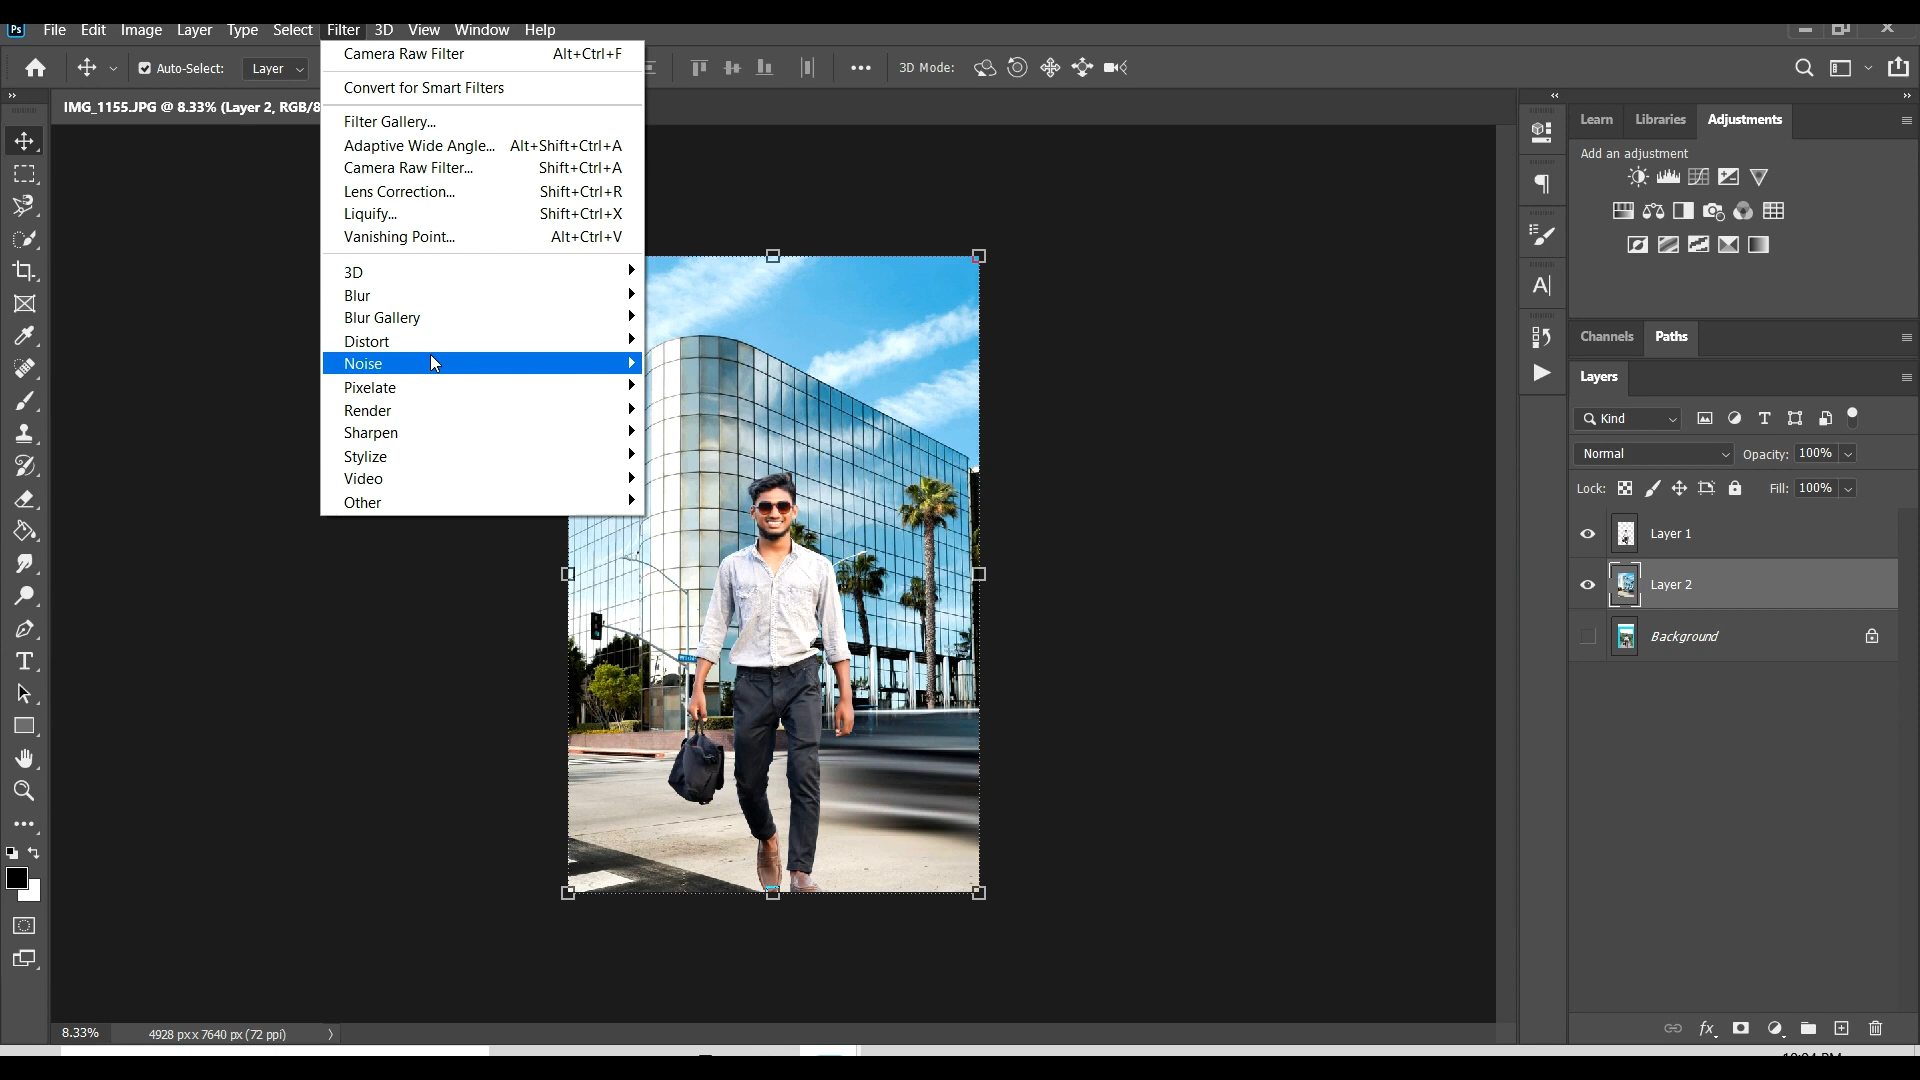 Ps File Edit Image Layer Type Select Filter 3D View Window Help
Auto-Select: Layer 3D Mode:
IMG_1155.JPG @ 8.33% (Layer 2, RGB/8
Camera Raw Filter Alt+Ctrl+F
Convert for Smart Filters
Filter Gallery...
Adaptive Wide Angle... Alt+Shift+Ctrl+A
Camera Raw Filter... Shift+Ctrl+A
Lens Correction... Shift+Ctrl+R
Liquify... Shift+Ctrl+X
Vanishing Point... Alt+Ctrl+V
3D
Blur
Blur Gallery
Distort
Noise
Pixelate
Render
Sharpen
Stylize
Video
Other
Learn Libraries Adjustments
Add an adjustment
Channels Paths
Layers
Kind
Normal Opacity: 100%
Lock: Fill: 100%
Layer 1
Layer 2
Background
8.33% 4928 px x 7640 px (72 ppi)